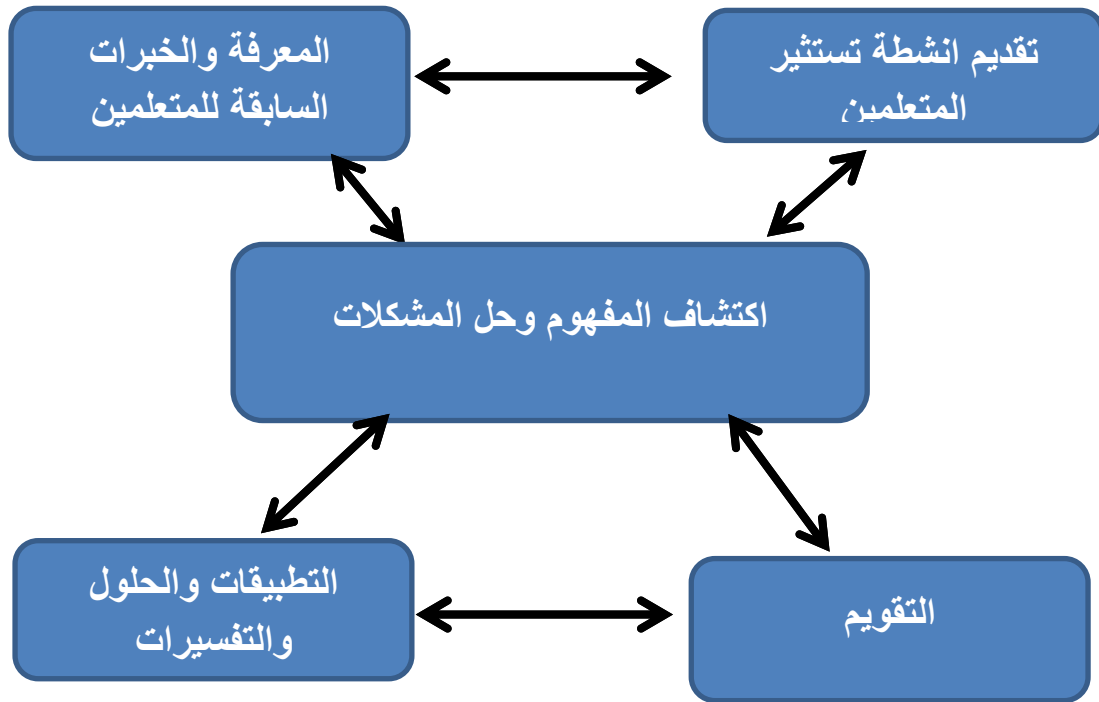 تقديم انشطة تستثير
المتعلمين
المعرفة والخبرات
السابقة للمتعلمين
اكتشاف المفهوم وحل المشكلات
التقويم
التطبيقات والحلول
والتفسيرات